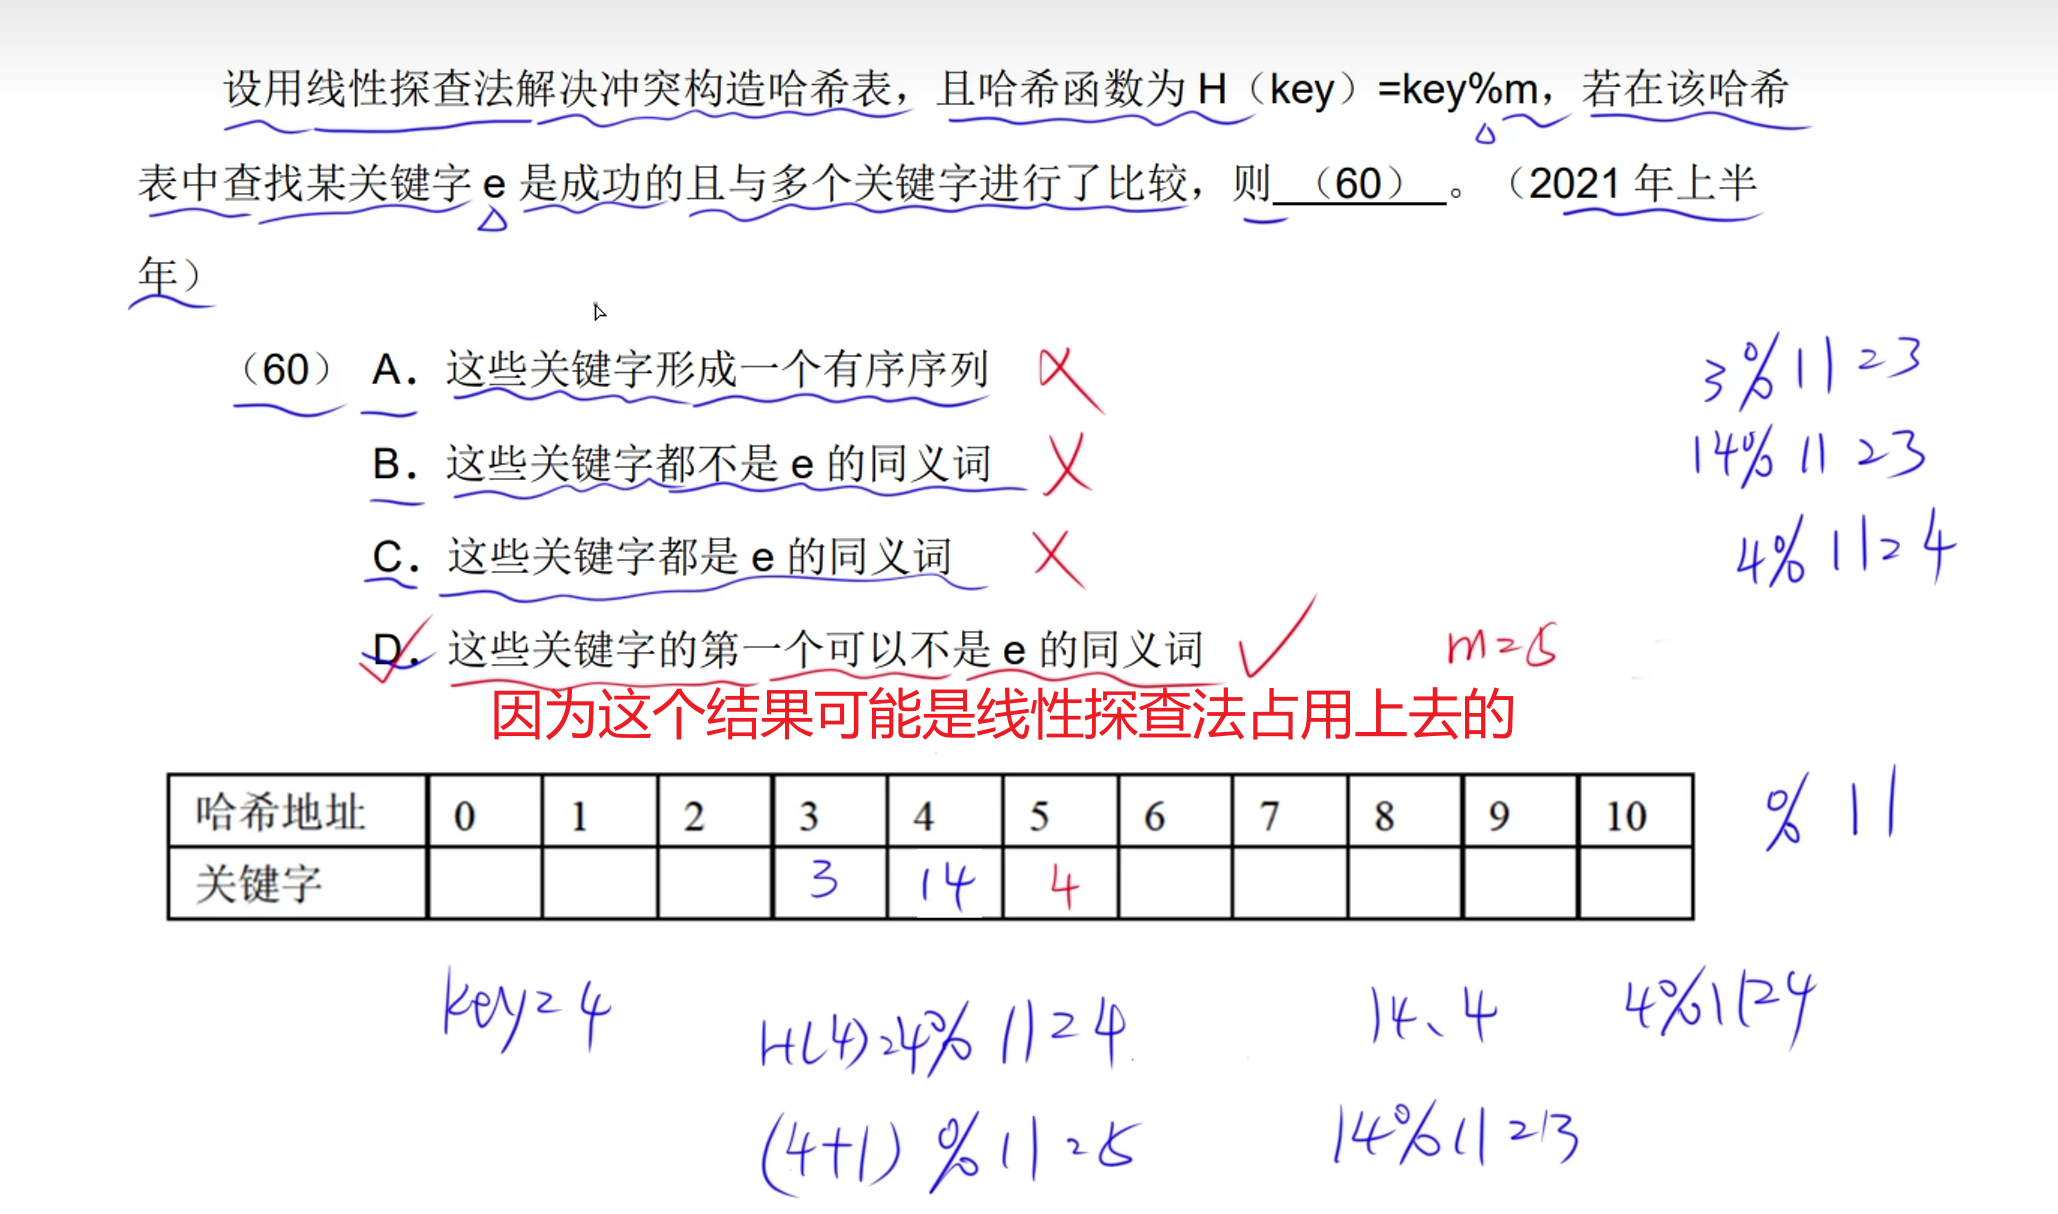 设用线性探查法解决冲突构造哈希表，且哈希函数为 H（key）=key%m，若在该哈希
表中查找某关键字 e 是成功的且与多个关键字进行了比较，则 （60） 。（2021 年上半
年）
（60） A. 这些关键字形成一个有序序列
B. 这些关键字都不是 e 的同义词
C. 这些关键字都是 e 的同义词
D. 这些关键字的第一个可以不是 e 的同义词
3%11=3
14%11=3
4%11=4
m=5
因为这个结果可能是线性探查法占用上去的
哈希地址 0 1 2 3 4 5 6 7 8 9 10
关键字 3 14 4
%11
key=4
H(4)=4%11=4
14、4
4%11=4
(4+1)%11=5
14%11=3